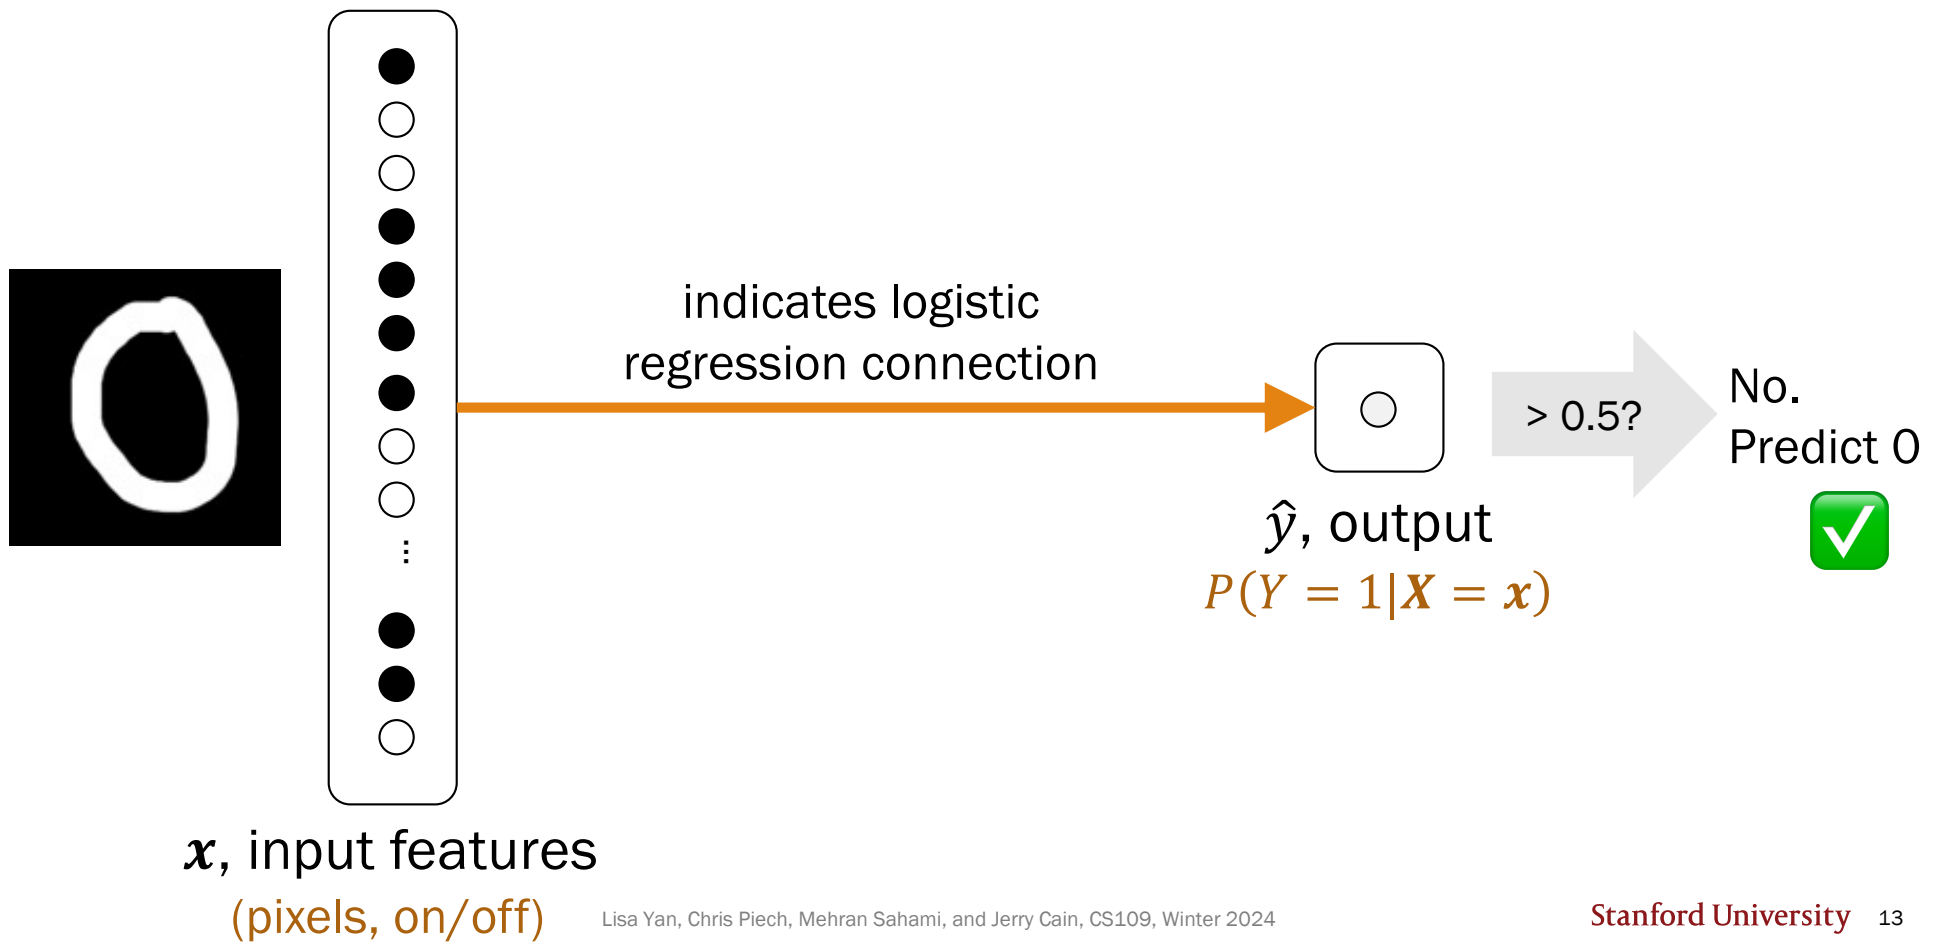 indicates logistic
regression connection
> 0.5?
No.
Predict 0
ŷ, output
P(Y = 1|X = x)
⋮
x, input features
(pixels, on/off)
Lisa Yan, Chris Piech, Mehran Sahami, and Jerry Cain, CS109, Winter 2024
Stanford University 13